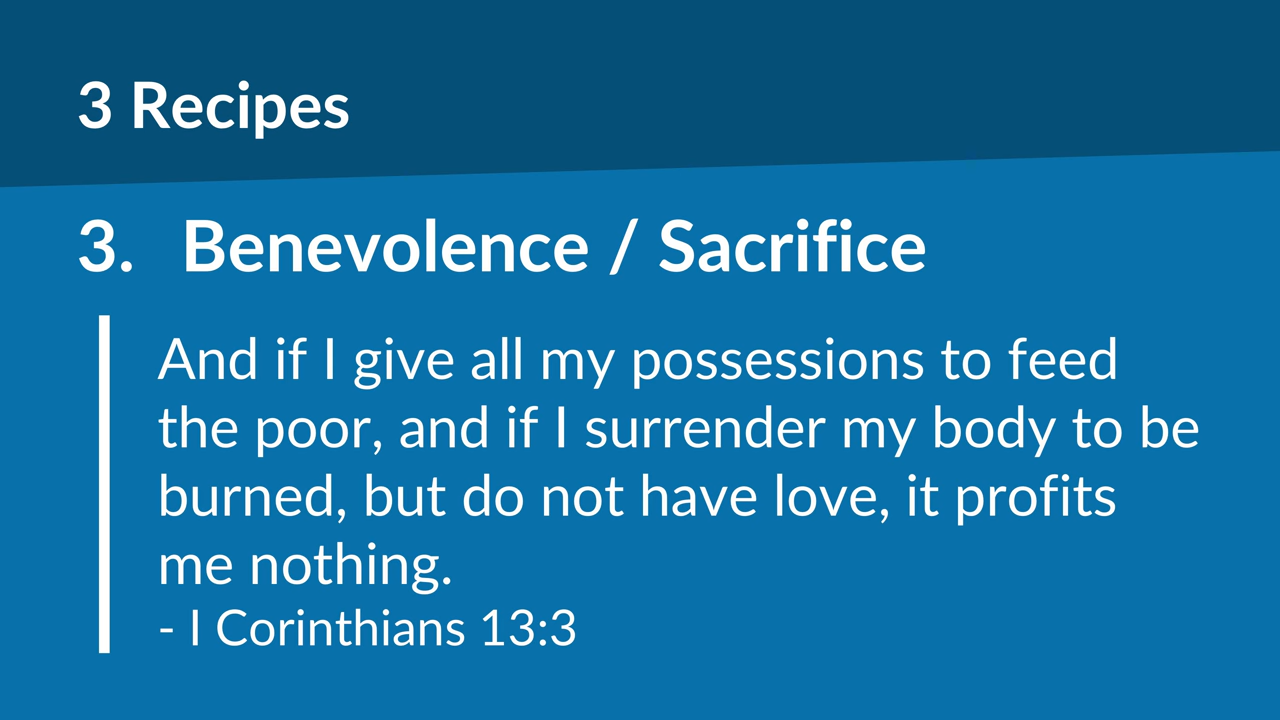 3 Recipes
3. Benevolence / Sacrifice
And if I give all my possessions to feed
the poor, and if I surrender my body to be
burned, but do not have love, it profits
me nothing.
- I Corinthians 13:3